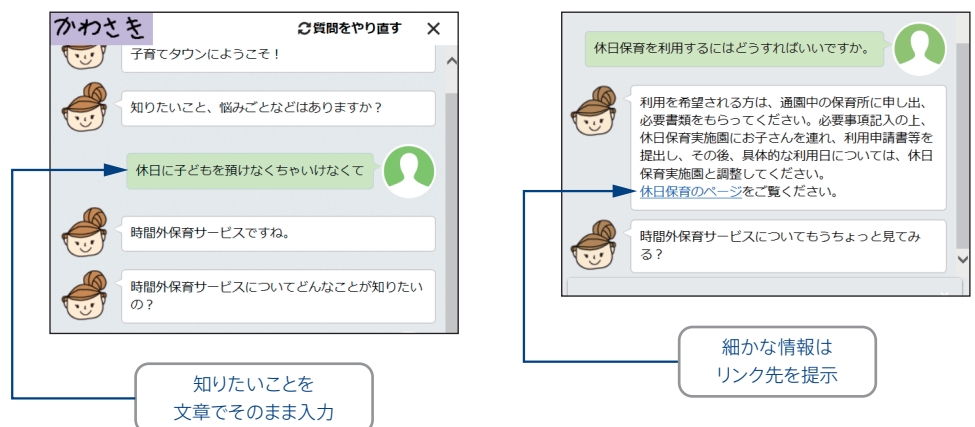 かわさき
質問をやり直す ×
子育てタウンにようこそ！
知りたいこと、悩みごとなどはありますか？
休日に子どもを預けなくちゃいけなくて
時間外保育サービスですね。
時間外保育サービスについてどんなことが知りたい
の？
知りたいことを
文章でそのまま入力
休日保育を利用するにはどうすればいいですか。
利用を希望される方は、通園中の保育所に申し出、
必要書類をもらってください。必要事項記入の上、
休日保育実施園にお子さんを連れ、利用申請書等を
提出し、その後、具体的な利用日については、休日
保育実施園と調整してください。
休日保育のページをご覧ください。
時間外保育サービスについてもうちょっと見てみ
る？
細かな情報は
リンク先を提示